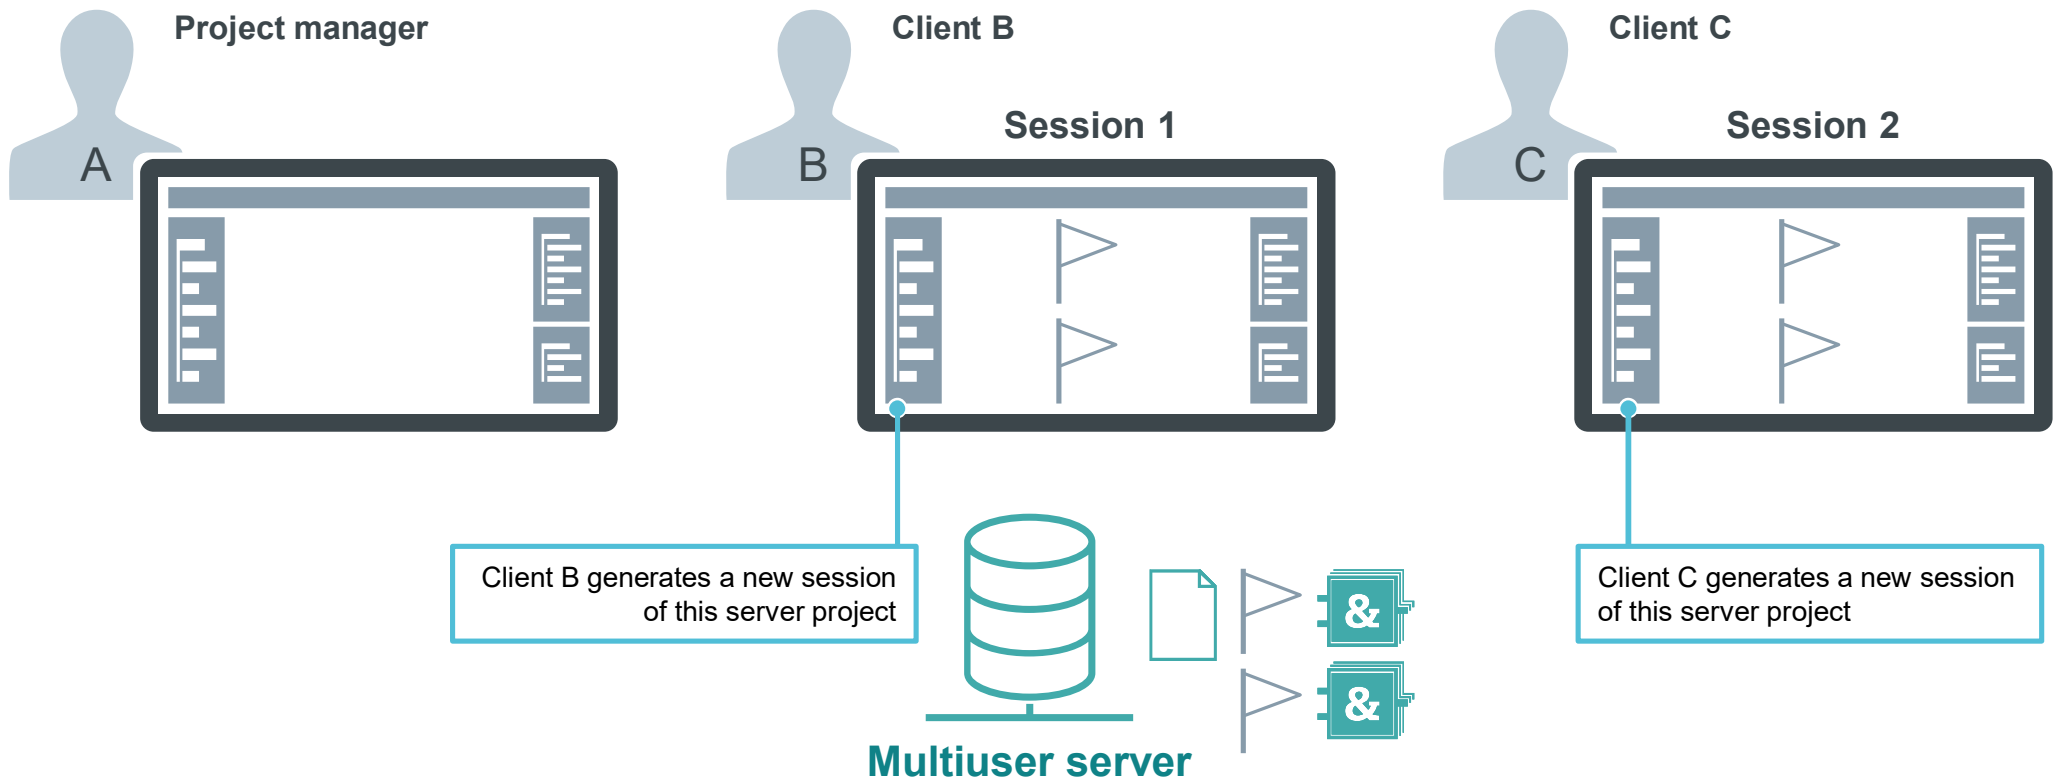 Project manager
Client B
Client C
Session 1
Session 2
A
B
C
Client B generates a new session
of this server project
Client C generates a new session
of this server project
&
&
Multiuser server